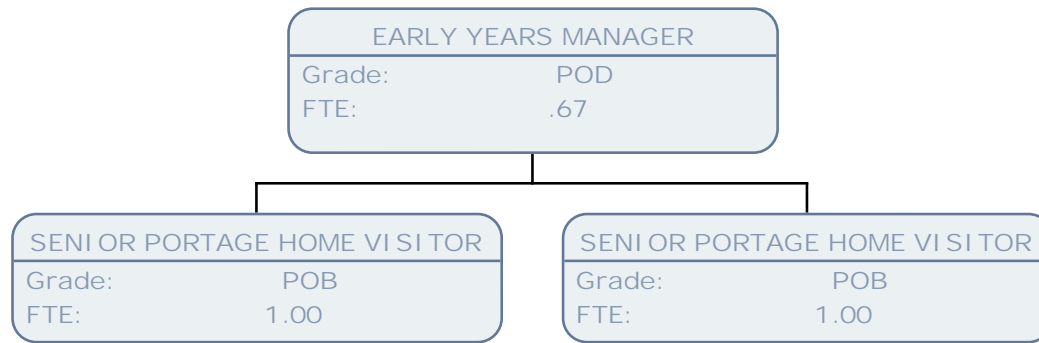 EARLY YEARS MANAGER
Grade: POD
FTE: .67
SENIOR PORTAGE HOME VISITOR
Grade: POB
FTE: 1.00
SENIOR PORTAGE HOME VISITOR
Grade: POB
FTE: 1.00